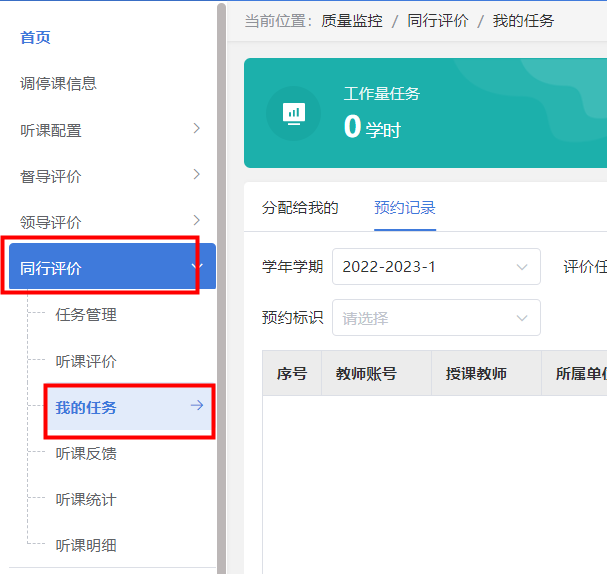 首页
调停课信息
听课配置
督导评价
领导评价
同行评价
任务管理
听课评价
我的任务
听课反馈
听课统计
听课明细
当前位置： 质量监控 / 同行评价 / 我的任务
工作量任务
0 学时
分配给我的 预约记录
学年学期 2022-2023-1 评价任
预约标识 请选择
序号 教师账号 授课教师 所属单